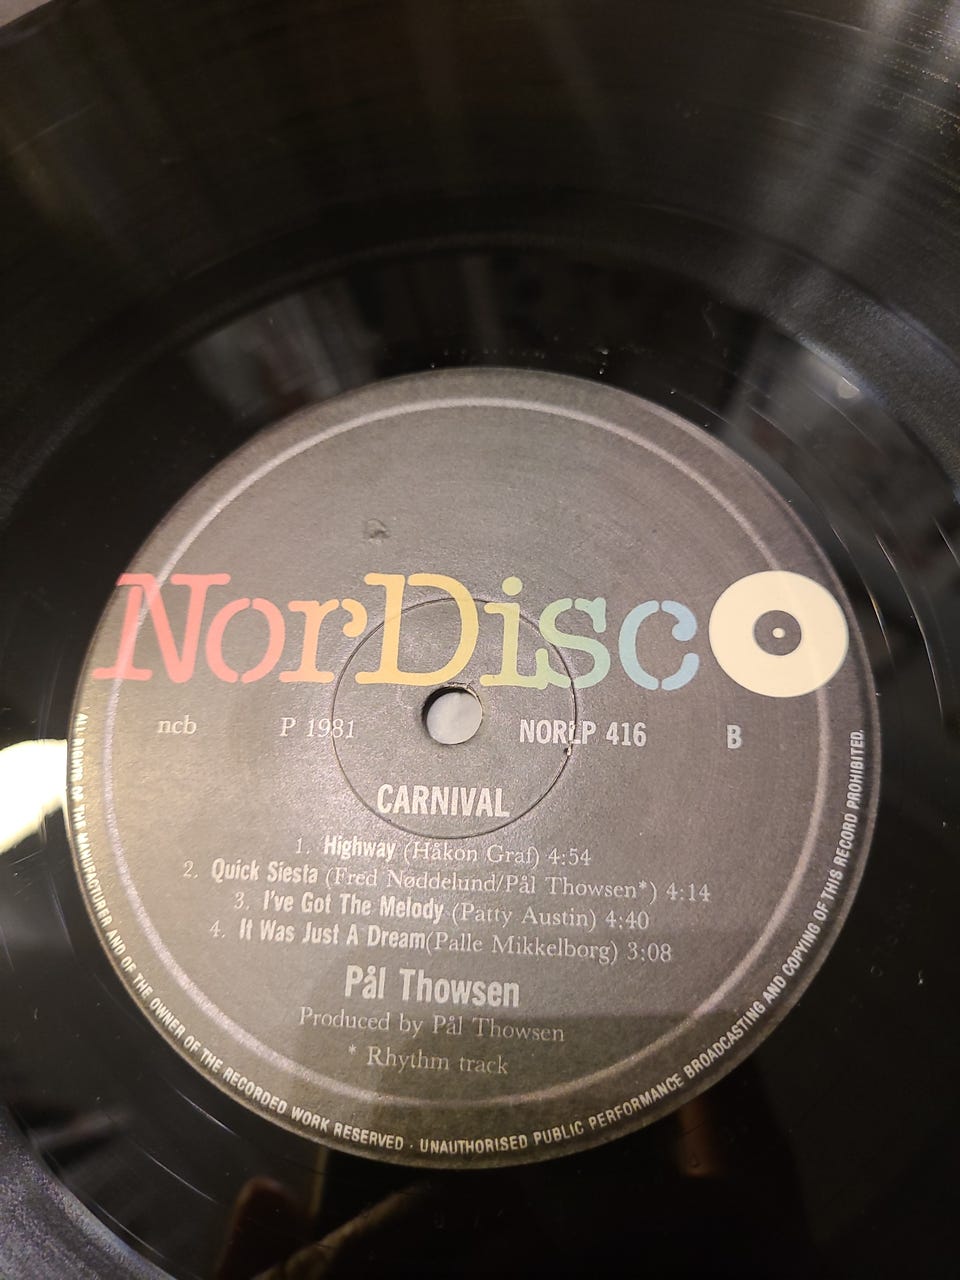 NorDisco
ncb P 1981 NORLP 416 B
CARNIVAL
1. Highway (Håkon Graf) 4:54
2. Quick Siesta (Fred Nøddelund/Pål Thowsen*) 4:14
3. I've Got The Melody (Patty Austin) 4:40
4. It Was Just A Dream(Palle Mikkelborg) 3:08
Pål Thowsen
Produced by Pål Thowsen
* Rhythm track
ALL RIGHTS OF THE MANUFACTURER AND OF THE OWNER OF THE RECORDED WORK RESERVED · UNAUTHORISED PUBLIC PERFORMANCE BROADCASTING AND COPYING OF THIS RECORD PROHIBITED.